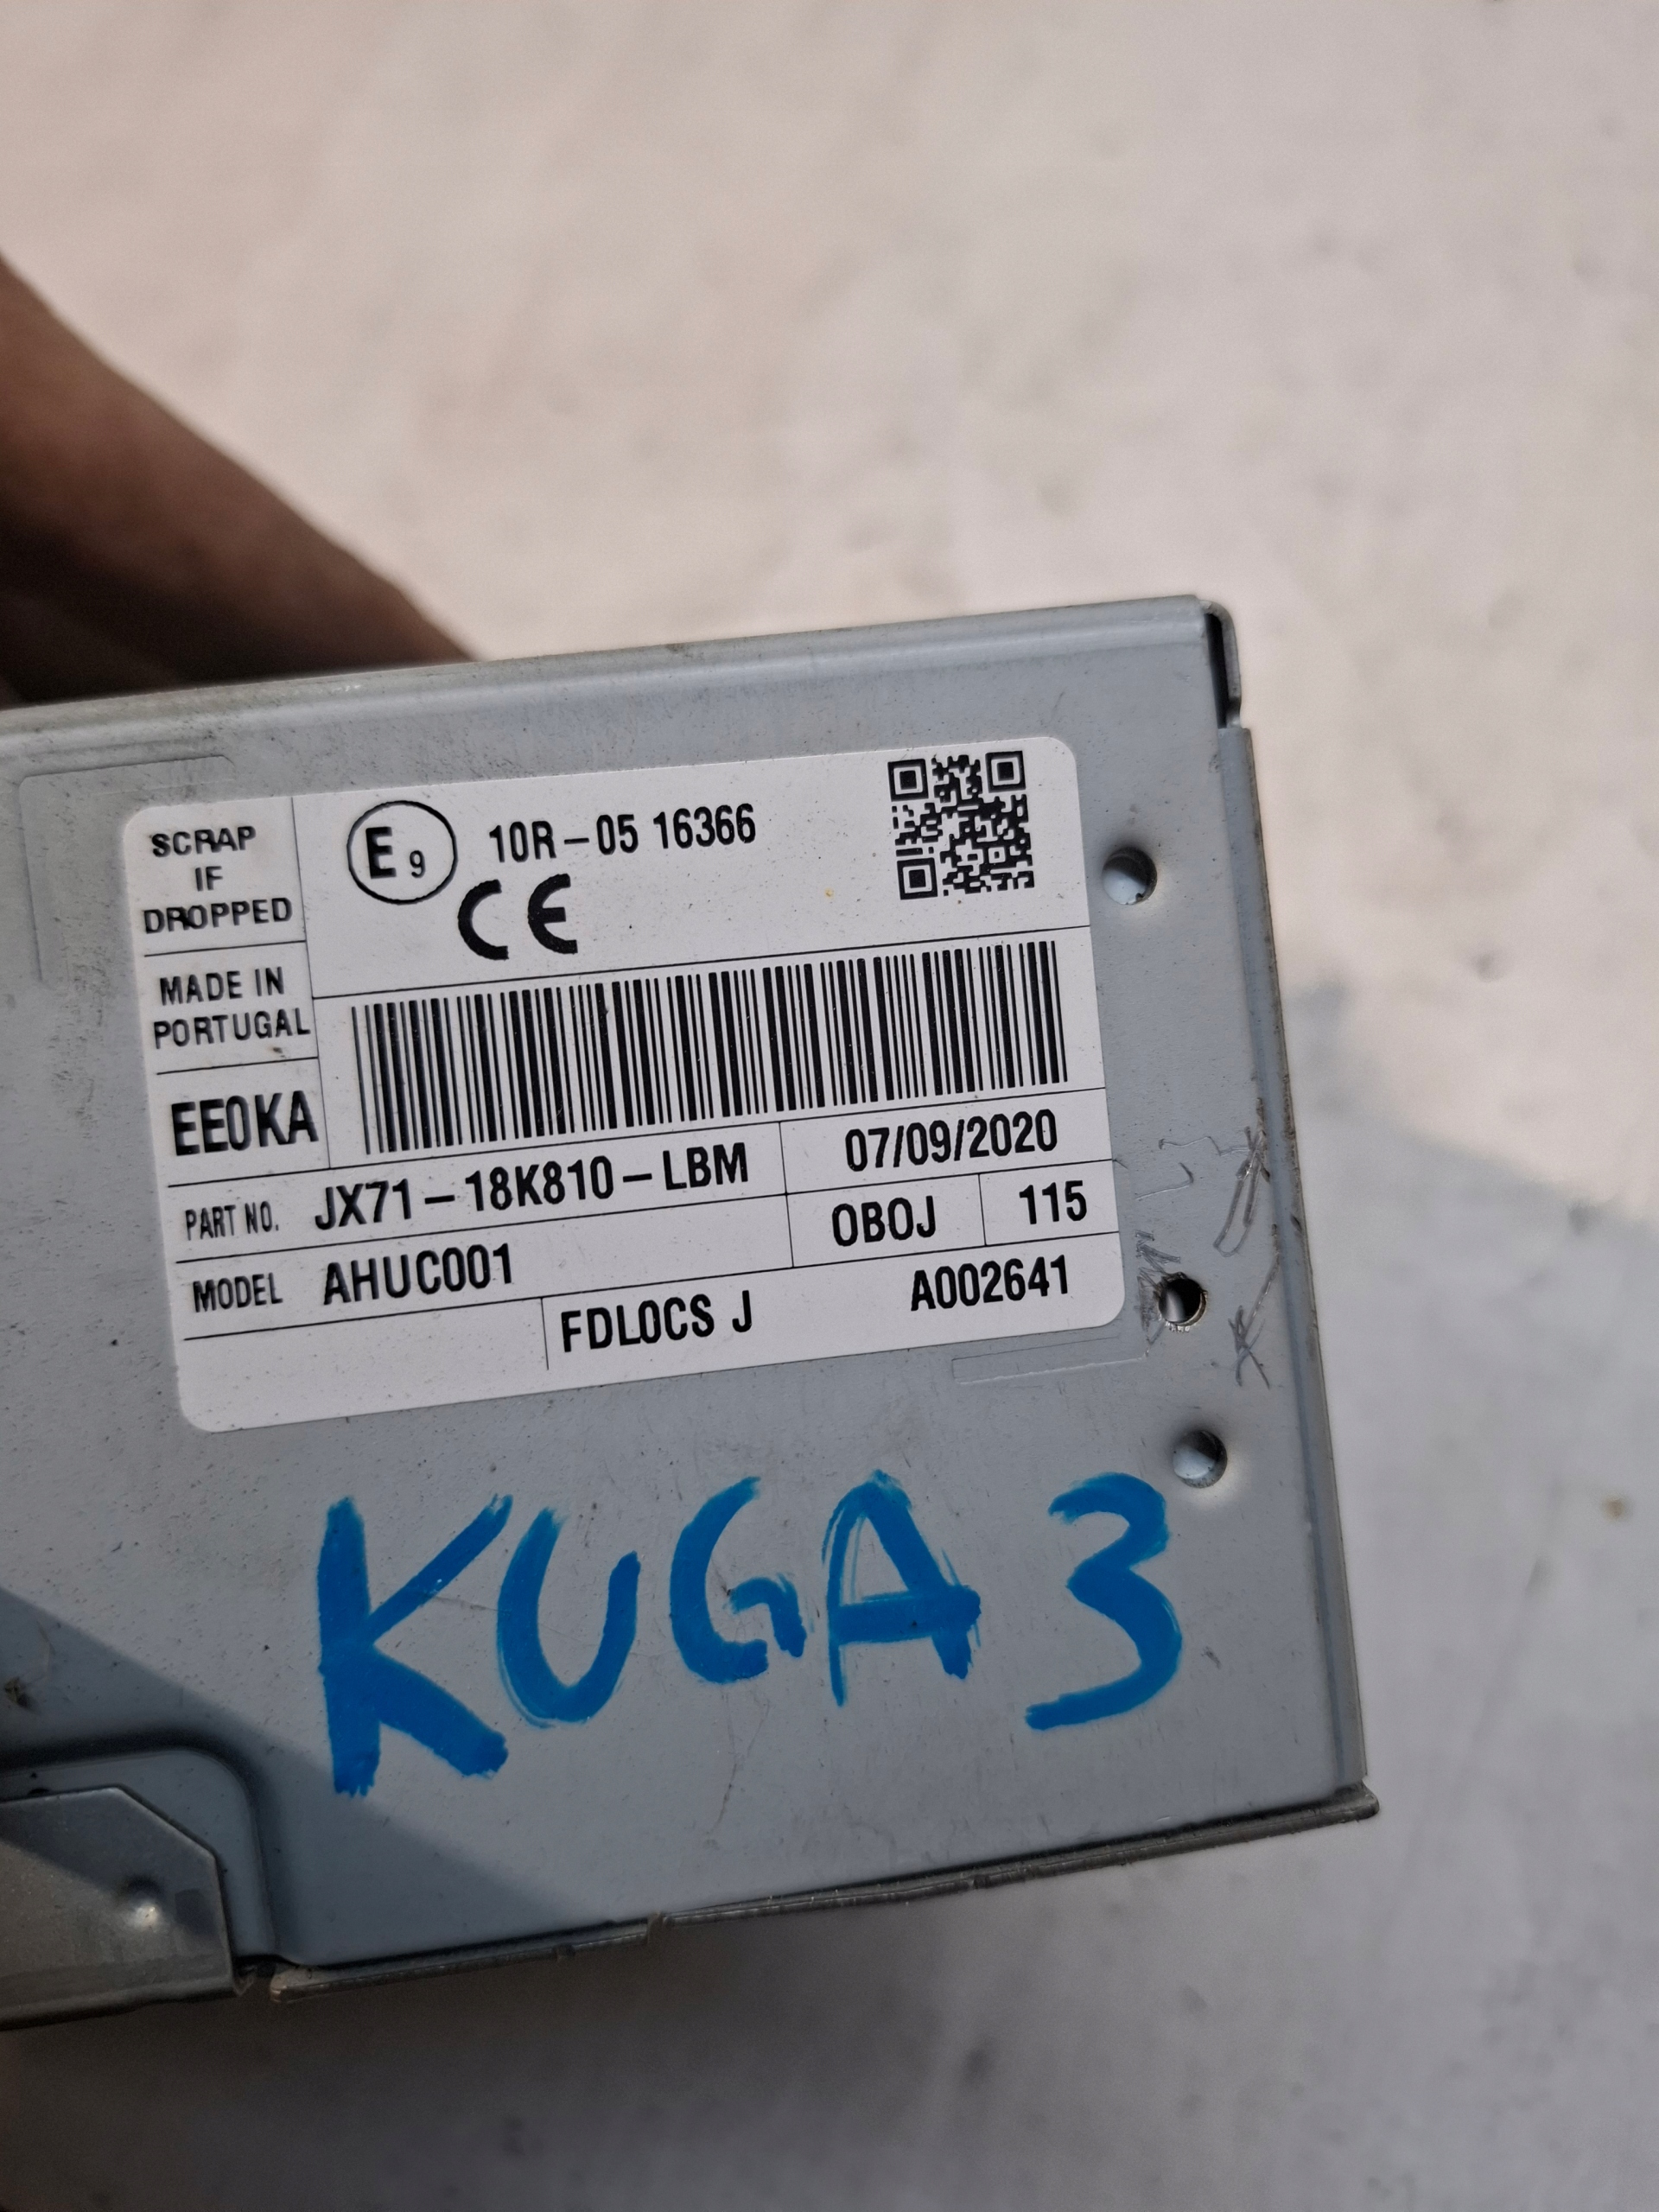 SCRAP
IF
DROPPED
E9 10R-05 16366
CE
MADE IN
PORTUGAL
EE0KA
PART NO. JX71-18K810-LBM
07/09/2020
MODEL AHUC001
OBOJ 115
FDL0CS J A002641
KUGA 3